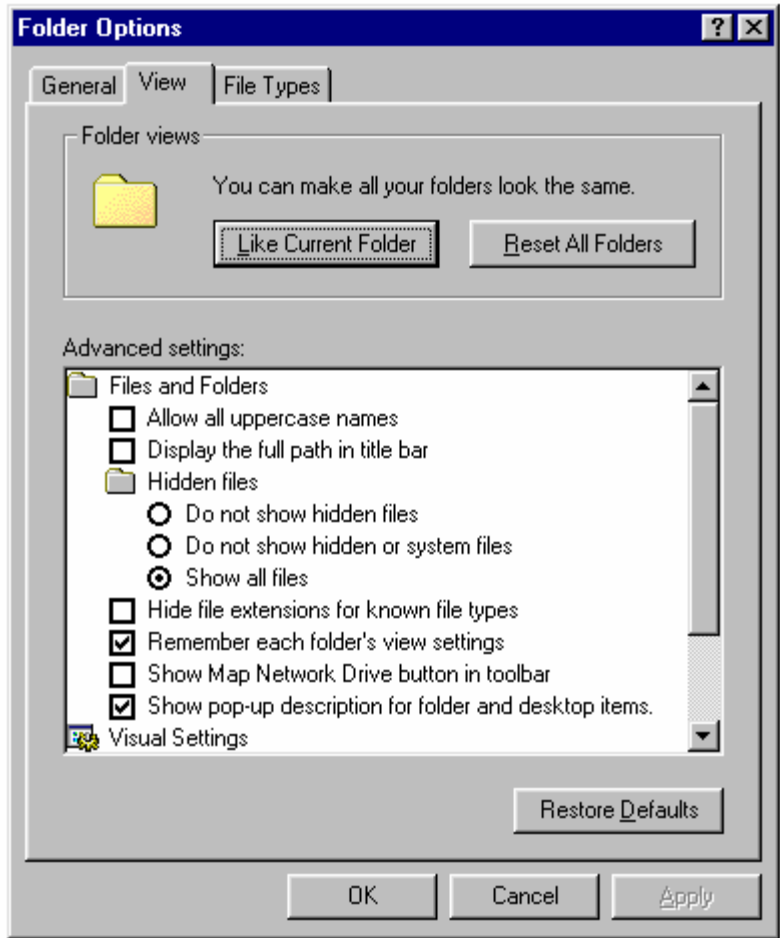 Folder Options
General View File Types
Folder views
You can make all your folders look the same.
Like Current Folder Reset All Folders
Advanced settings:
Files and Folders
Allow all uppercase names
Display the full path in title bar
Hidden files
Do not show hidden files
Do not show hidden or system files
Show all files
Hide file extensions for known file types
Remember each folder's view settings
Show Map Network Drive button in toolbar
Show pop-up description for folder and desktop items.
Visual Settings
Restore Defaults
OK Cancel Apply